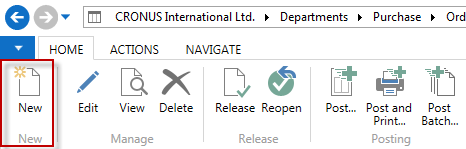 CRONUS International Ltd. ▸ Departments ▸ Purchase ▸ Ord
HOME ACTIONS NAVIGATE
New Edit View Delete Release Reopen Post... Post and Print... Post Batch...
New Manage Release Posting